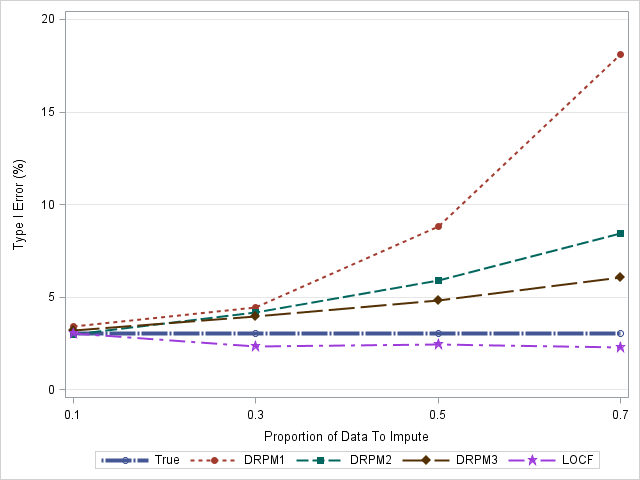 20
15
10
5
0
Type I Error (%)
0.1 0.3 0.5 0.7
Proportion of Data To Impute
True DRPM1 DRPM2 DRPM3 LOCF